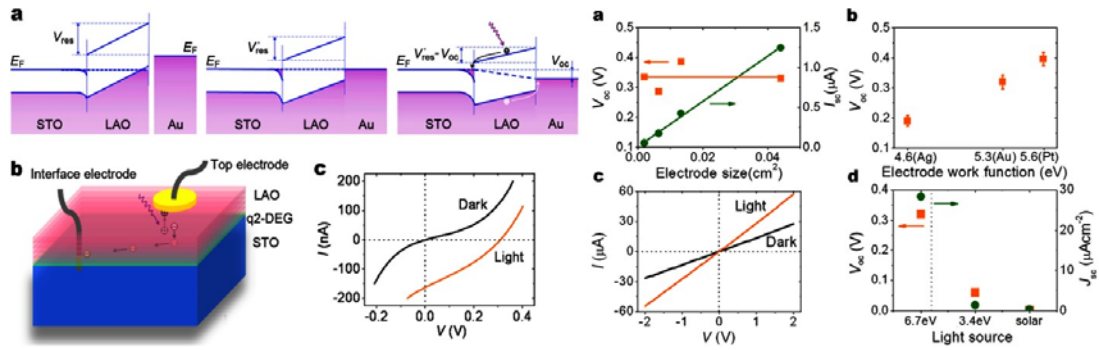 a
V_res
E_F
E_F
STO
LAO
Au
V'_res
E_F
STO
LAO
Au
V'_res-V_oc
V_oc
E_F
STO
LAO
Au
b
Interface electrode
Top electrode
LAO
q2-DEG
STO
c
200
100
0
-100
-200
I (nA)
Dark
Light
-0.2
0.0
0.2
0.4
V (V)
a
0.5
0.4
0.3
0.2
0.1
V_oc (V)
1.5
1.0
0.5
0.0
I_sc (μA)
0.00
0.02
0.04
Electrode size(cm²)
b
0.5
0.4
0.3
0.2
0.1
V_oc (V)
4.6(Ag)
5.3(Au)
5.6(Pt)
Electrode work function (eV)
c
60
30
0
-30
-60
I (μA)
Light
Dark
-2
-1
0
1
2
V (V)
d
0.4
0.3
0.2
0.1
0.0
V_oc (V)
30
20
10
0
J_sc (μAcm⁻²)
6.7eV
3.4eV
solar
Light source